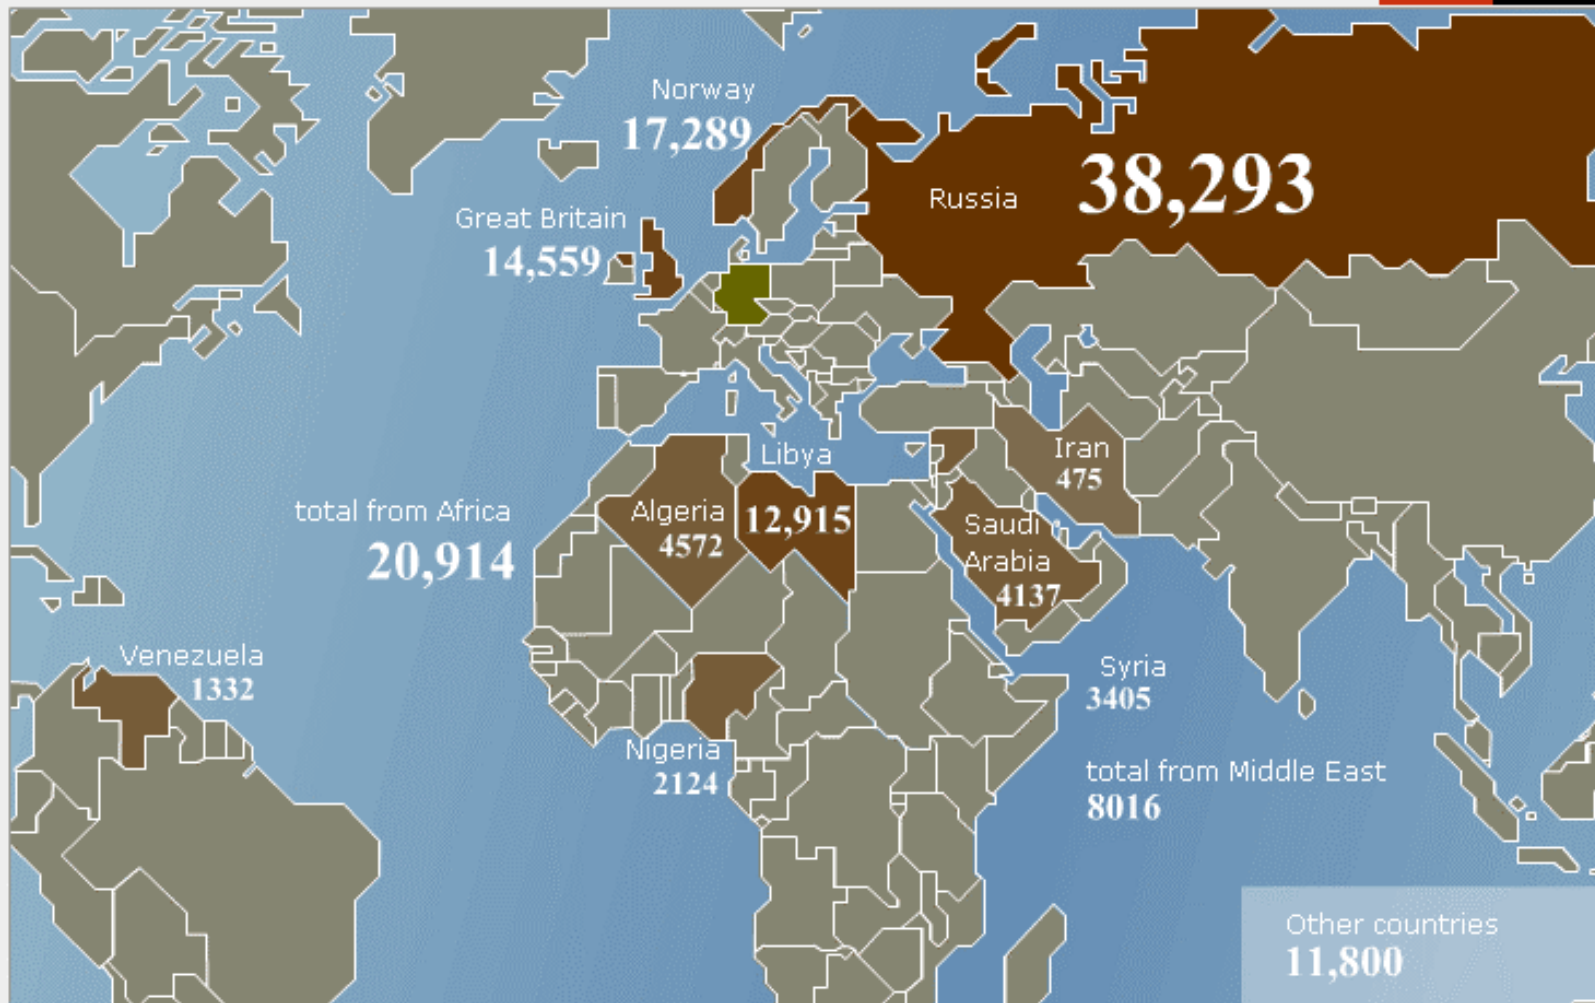 Norway
17,289
Russia
38,293
Great Britain
14,559
Libya
12,915
Iran
475
total from Africa
20,914
Algeria
4572
Saudi
Arabia
4137
Venezuela
1332
Syria
3405
Nigeria
2124
total from Middle East
8016
Other countries
11,800